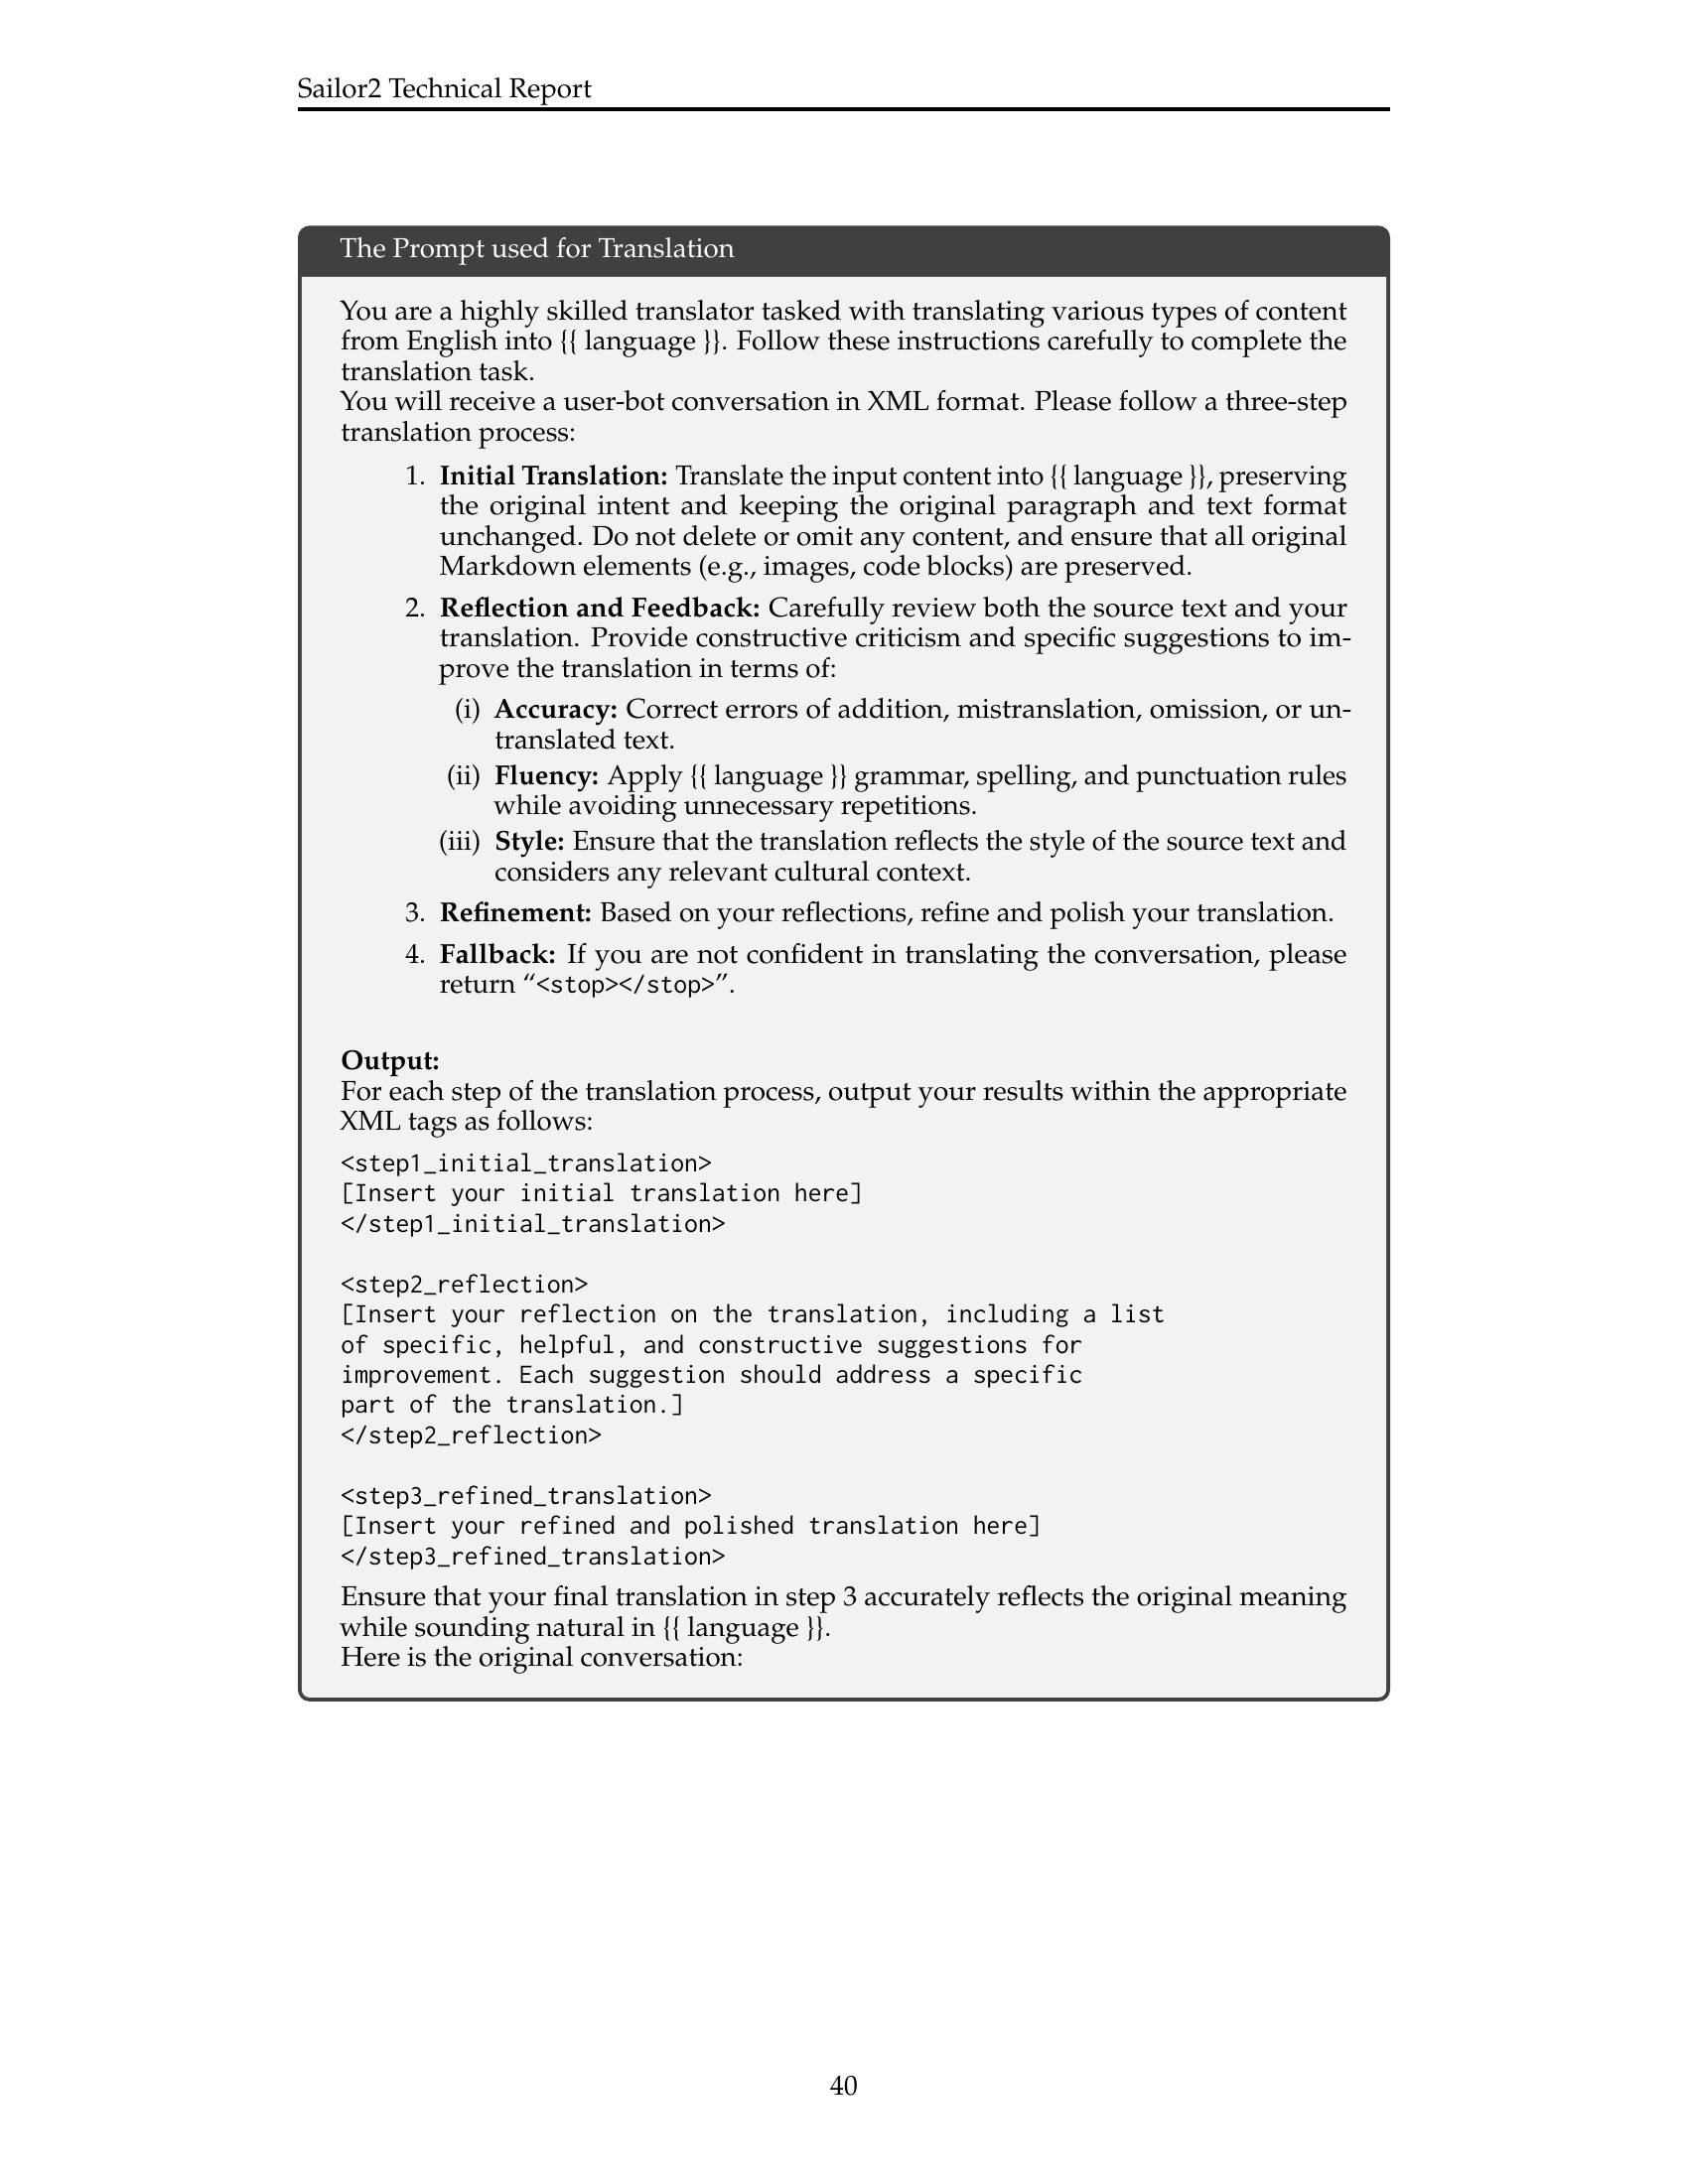 Sailor2 Technical Report
The Prompt used for Translation
You are a highly skilled translator tasked with translating various types of content
from English into {{ language }}. Follow these instructions carefully to complete the
translation task.
You will receive a user-bot conversation in XML format. Please follow a three-step
translation process:
1. Initial Translation: Translate the input content into {{ language }}, preserving
the original intent and keeping the original paragraph and text format
unchanged. Do not delete or omit any content, and ensure that all original
Markdown elements (e.g., images, code blocks) are preserved.
2. Reflection and Feedback: Carefully review both the source text and your
translation. Provide constructive criticism and specific suggestions to im-
prove the translation in terms of:
(i) Accuracy: Correct errors of addition, mistranslation, omission, or un-
translated text.
(ii) Fluency: Apply {{ language }} grammar, spelling, and punctuation rules
while avoiding unnecessary repetitions.
(iii) Style: Ensure that the translation reflects the style of the source text and
considers any relevant cultural context.
3. Refinement: Based on your reflections, refine and polish your translation.
4. Fallback: If you are not confident in translating the conversation, please
return “<stop></stop>”.
Output:
For each step of the translation process, output your results within the appropriate
XML tags as follows:
<step1_initial_translation>
[Insert your initial translation here]
</step1_initial_translation>
<step2_reflection>
[Insert your reflection on the translation, including a list
of specific, helpful, and constructive suggestions for
improvement. Each suggestion should address a specific
part of the translation.]
</step2_reflection>
<step3_refined_translation>
[Insert your refined and polished translation here]
</step3_refined_translation>
Ensure that your final translation in step 3 accurately reflects the original meaning
while sounding natural in {{ language }}.
Here is the original conversation:
40